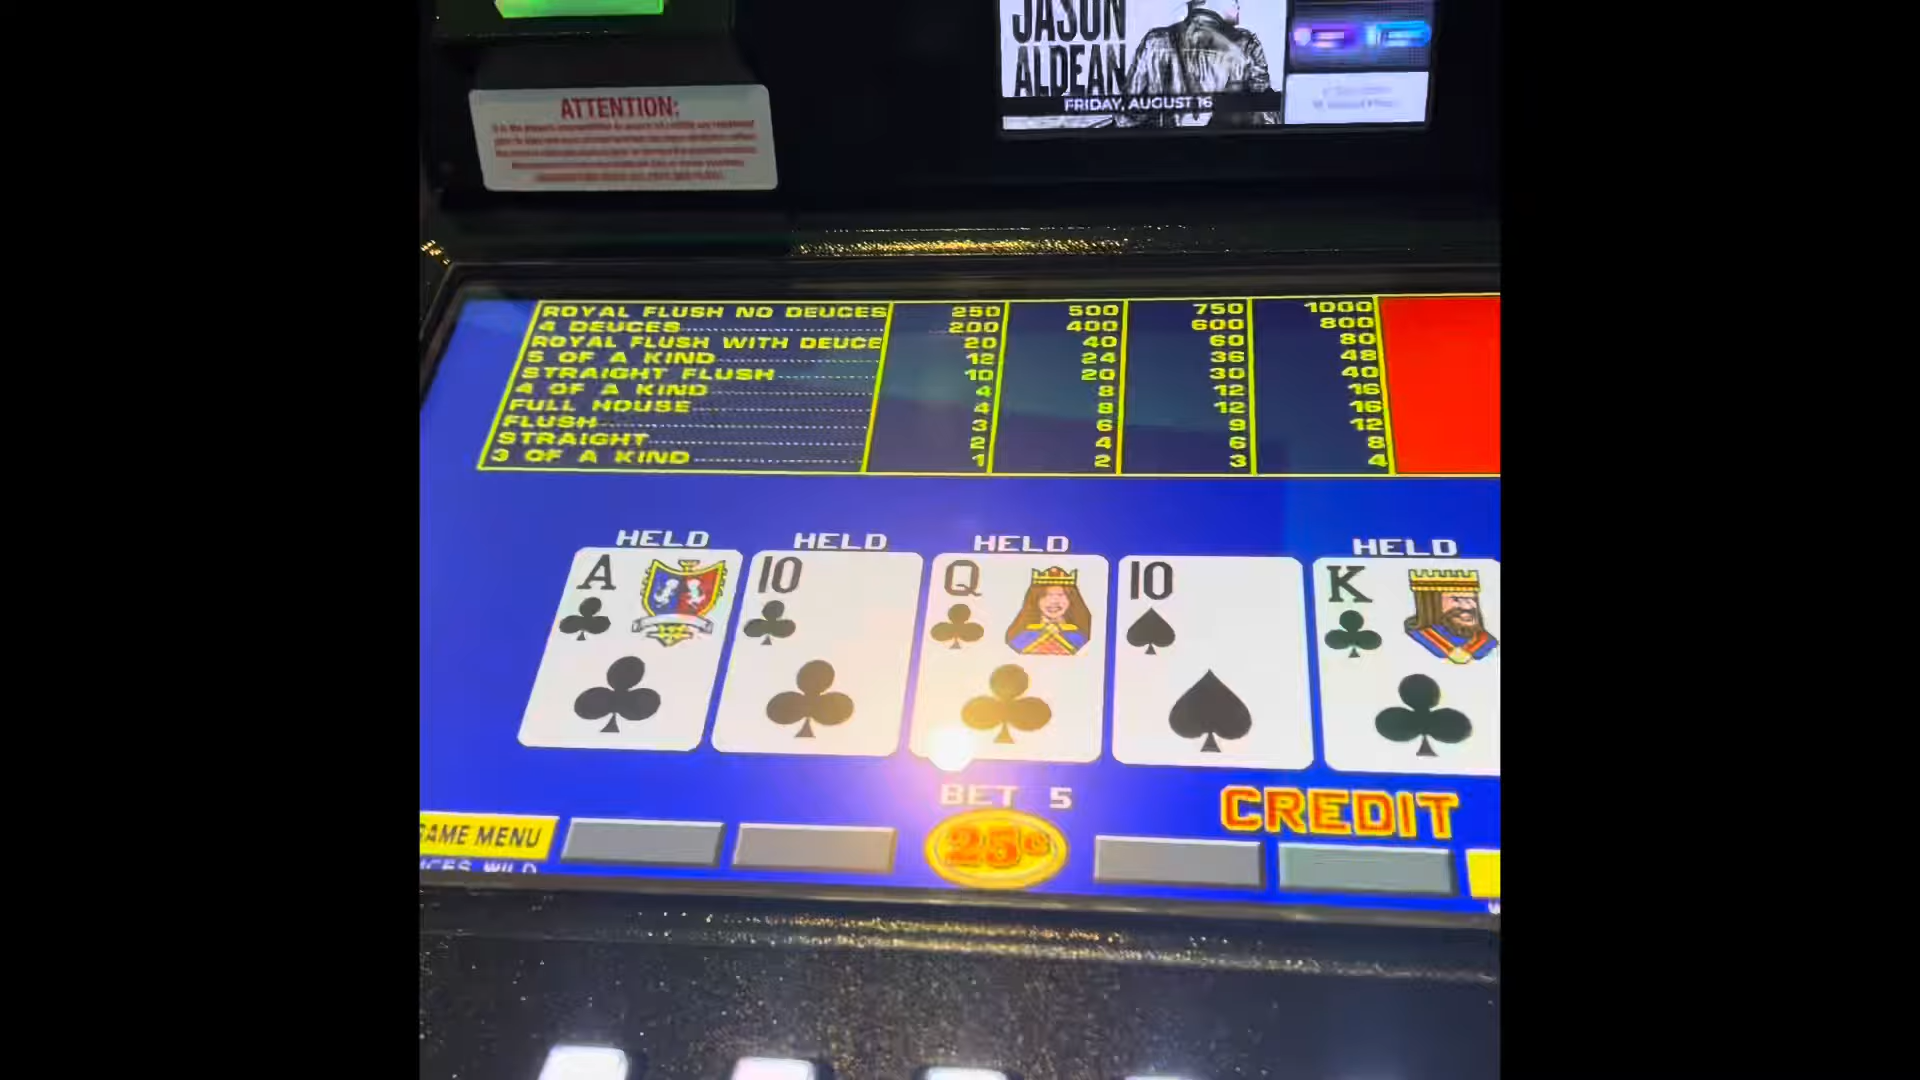 JASON
ALDEAN
FRIDAY, AUGUST 16
ATTENTION:
ROYAL FLUSH NO DEUCES 250 500 750 1000
4 DEUCES 200 400 600 800
ROYAL FLUSH WITH DEUCE 20 40 60 80
5 OF A KIND 12 24 36 48
STRAIGHT FLUSH 10 20 30 40
4 OF A KIND 4 8 12 16
FULL HOUSE 4 8 12 16
FLUSH 3 6 9 12
STRAIGHT 2 4 6 8
3 OF A KIND 1 2 3 4
HELD HELD HELD HELD
A 10 Q 10 K
BET 5
CREDIT
GAME MENU
25¢
UCES WILD